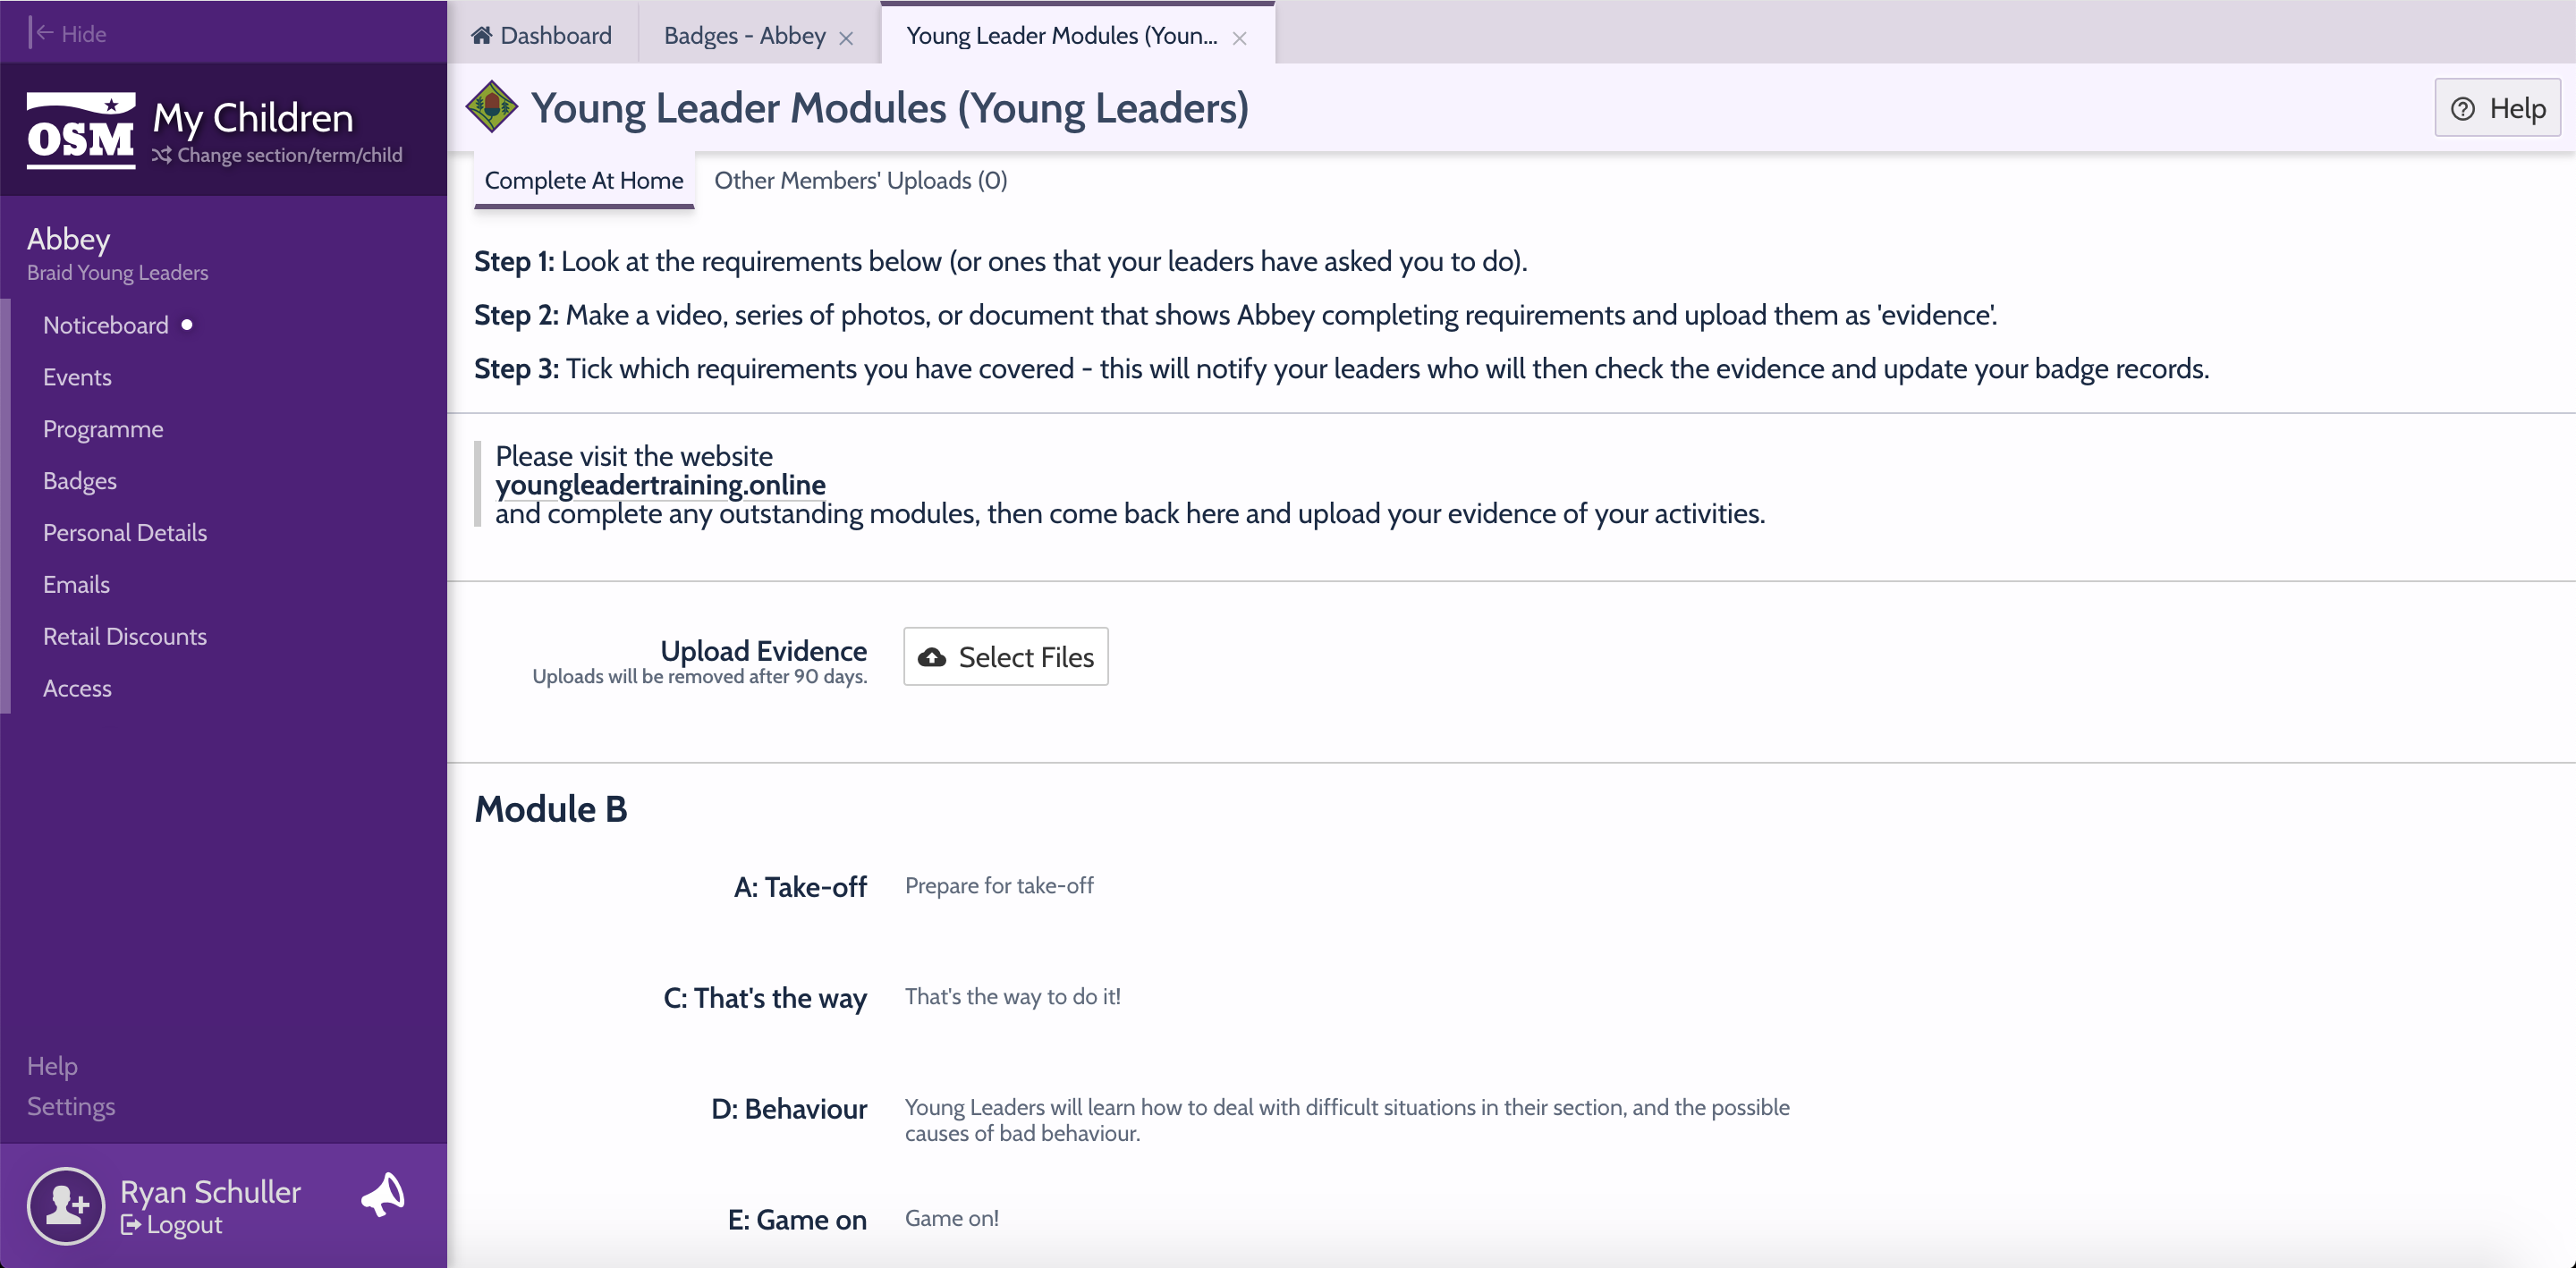 Hide
OSM
My Children
Change section/term/child
Abbey
Braid Young Leaders
Noticeboard
Events
Programme
Badges
Personal Details
Emails
Retail Discounts
Access
Help
Settings
Ryan Schuller
Logout
Dashboard
Badges - Abbey
Young Leader Modules (Youn...
Young Leader Modules (Young Leaders)
Help
Complete At Home
Other Members' Uploads (0)
Step 1: Look at the requirements below (or ones that your leaders have asked you to do).
Step 2: Make a video, series of photos, or document that shows Abbey completing requirements and upload them as 'evidence'.
Step 3: Tick which requirements you have covered - this will notify your leaders who will then check the evidence and update your badge records.
Please visit the website
youngleadertraining.online
and complete any outstanding modules, then come back here and upload your evidence of your activities.
Upload Evidence
Uploads will be removed after 90 days.
Select Files
Module B
A: Take-off
Prepare for take-off
C: That's the way
That's the way to do it!
D: Behaviour
Young Leaders will learn how to deal with difficult situations in their section, and the possible
causes of bad behaviour.
E: Game on
Game on!